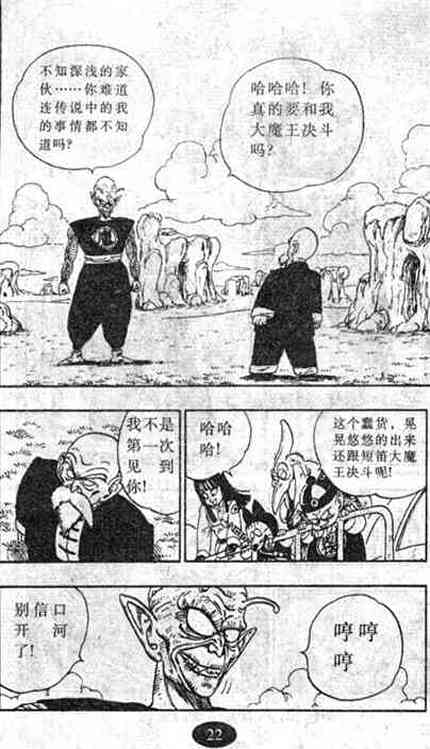 哈哈哈！你
真的要和我
大魔王决斗
吗？
不知深浅的家
伙……你难道
连传说中的我
的事情都不知
道吗？
这个蠢货，晃
晃悠悠的出来
还跟短笛大魔
王决斗呢！
哈哈
哈！
我不是
第一次
见到
你！
哼哼
哼
别信口
开河
了！
22